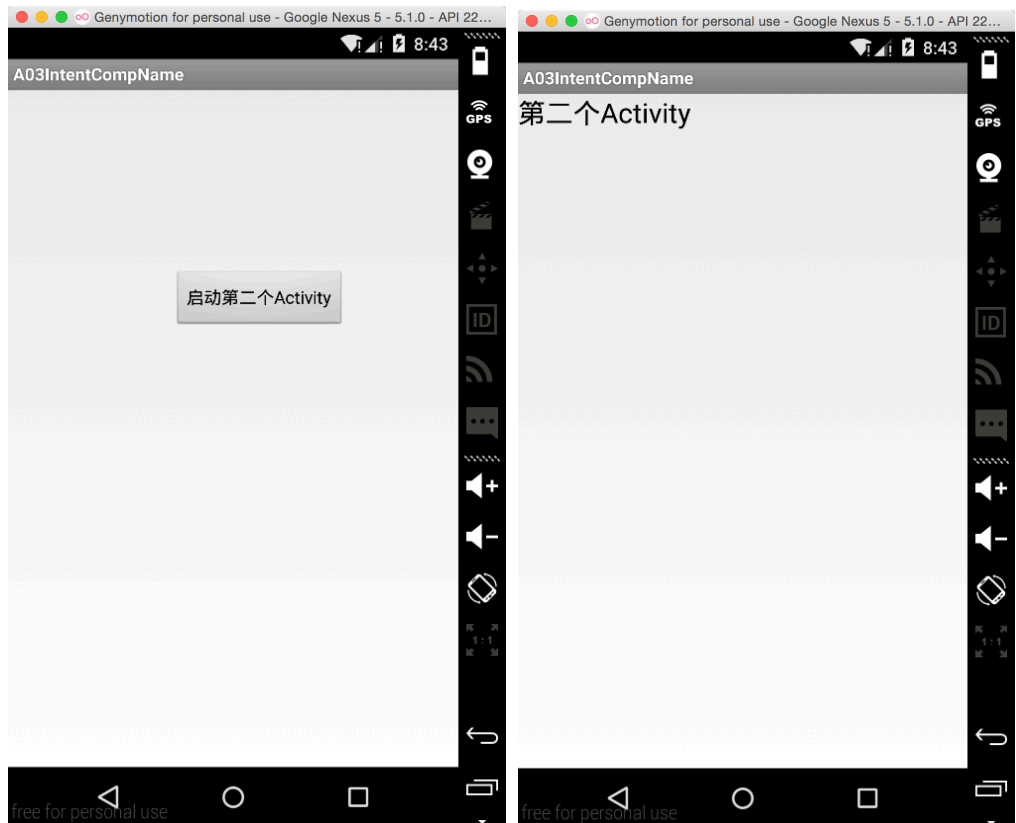 Genymotion for personal use - Google Nexus 5 - 5.1.0 - API 22...
8:43
A03IntentCompName
GPS
启动第二个Activity
ID
1:1
free for personal use
Genymotion for personal use - Google Nexus 5 - 5.1.0 - API 22...
8:43
A03IntentCompName
第二个Activity
GPS
ID
1:1
free for personal use